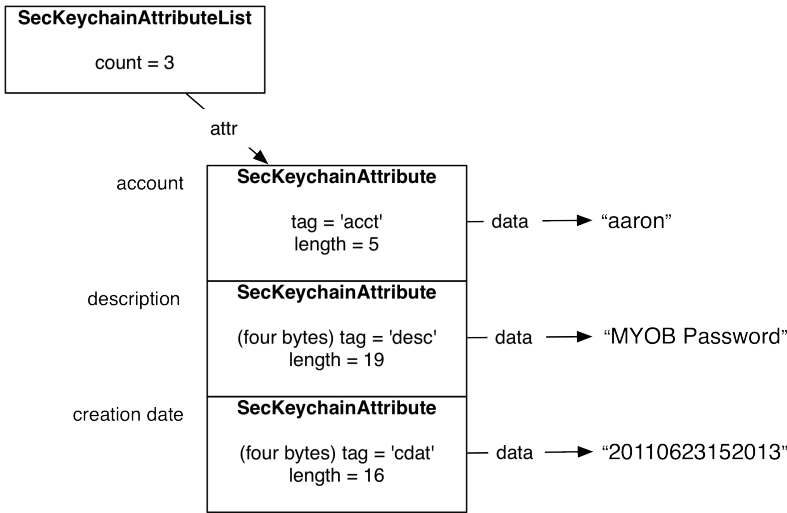 SecKeychainAttributeList
count = 3
attr
account
SecKeychainAttribute
tag = 'acct'
length = 5
data
“aaron”
description
SecKeychainAttribute
(four bytes) tag = 'desc'
length = 19
data
“MYOB Password”
creation date
SecKeychainAttribute
(four bytes) tag = 'cdat'
length = 16
data
“20110623152013”